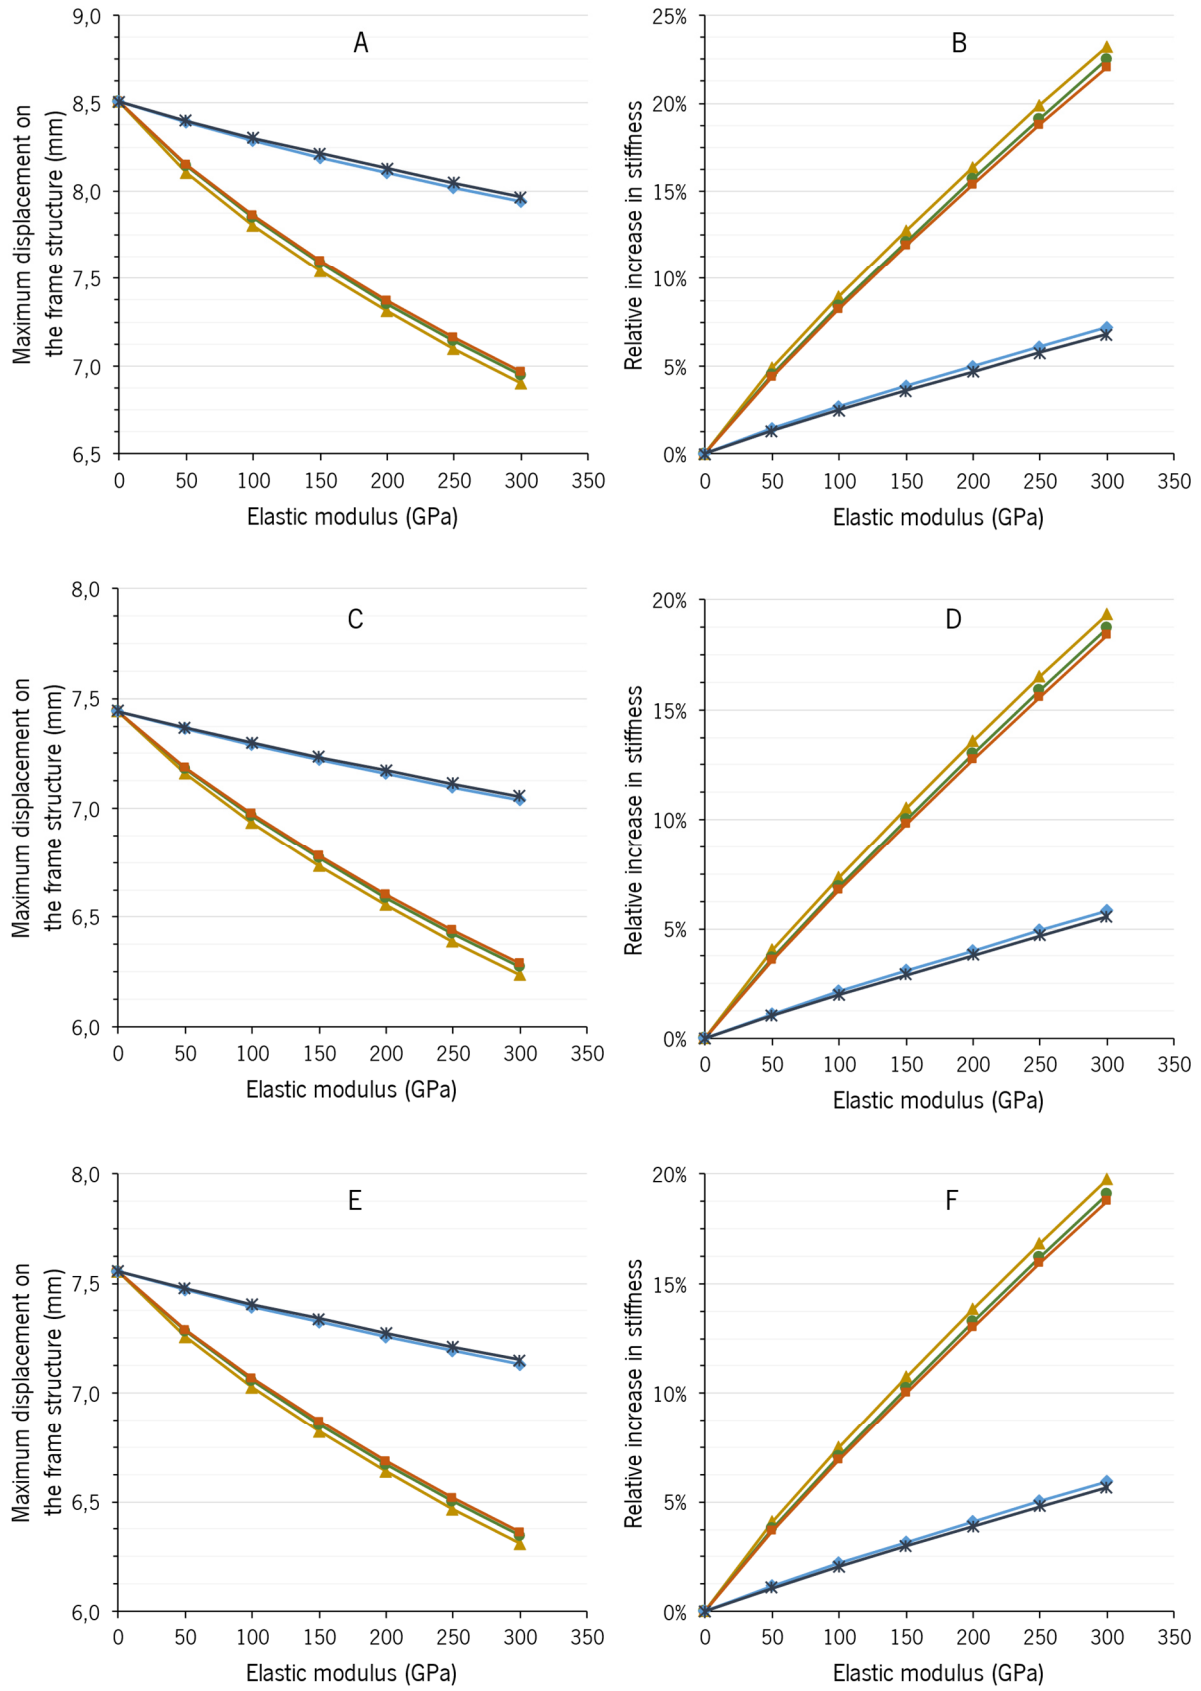 A
Maximum displacement on
the frame structure (mm)
9,0
8,5
8,0
7,5
7,0
6,5
0 50 100 150 200 250 300 350
Elastic modulus (GPa)
B
Relative increase in stiffness
25%
20%
15%
10%
5%
0%
0 50 100 150 200 250 300 350
Elastic modulus (GPa)
C
Maximum displacement on
the frame structure (mm)
8,0
7,5
7,0
6,5
6,0
0 50 100 150 200 250 300 350
Elastic modulus (GPa)
D
Relative increase in stiffness
20%
15%
10%
5%
0%
0 50 100 150 200 250 300 350
Elastic modulus (GPa)
E
Maximum displacement on
the frame structure (mm)
8,0
7,5
7,0
6,5
6,0
0 50 100 150 200 250 300 350
Elastic modulus (GPa)
F
Relative increase in stiffness
20%
15%
10%
5%
0%
0 50 100 150 200 250 300 350
Elastic modulus (GPa)